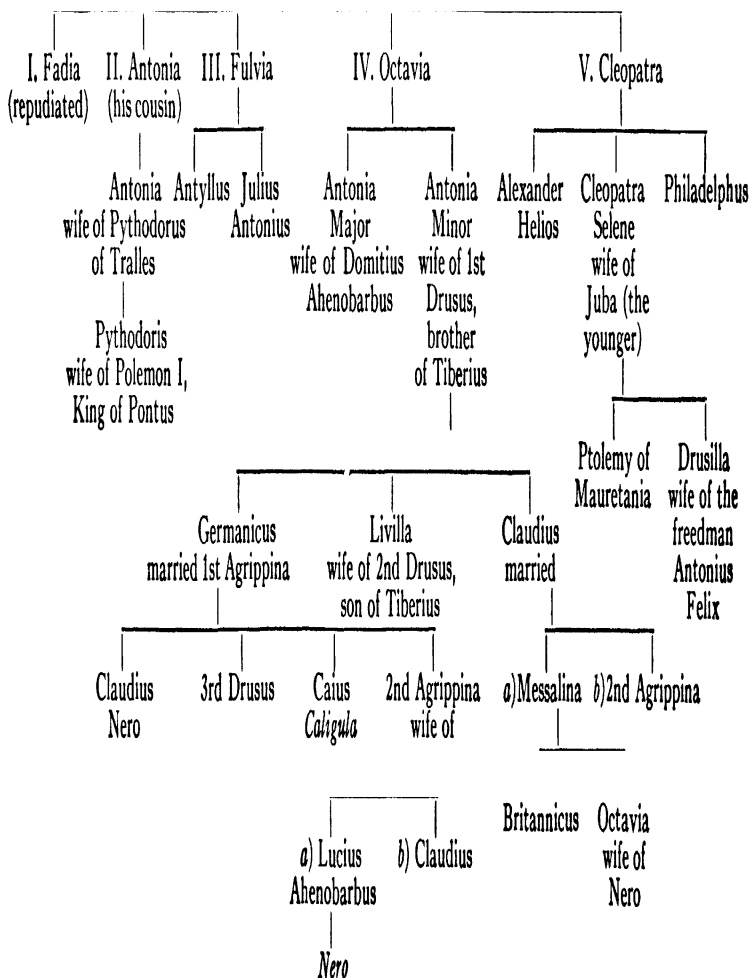 I. Fadia
(repudiated)
II. Antonia
(his cousin)
III. Fulvia
IV. Octavia
V. Cleopatra
Antonia
wife of Pythodorus
of Tralles
Antyllus
Julius
Antonius
Antonia
Major
wife of Domitius
Ahenobarbus
Antonia
Minor
wife of 1st
Drusus,
brother
of Tiberius
Alexander
Helios
Cleopatra
Selene
wife of
Juba (the
younger)
Philadelphus
Pythodoris
wife of Polemon I,
King of Pontus
Ptolemy of
Mauretania
Drusilla
wife of the
freedman
Antonius
Felix
Germanicus
married 1st Agrippina
Livilla
wife of 2nd Drusus,
son of Tiberius
Claudius
married
Claudius
Nero
3rd Drusus
Caius
Caligula
2nd Agrippina
wife of
a) Messalina
b) 2nd Agrippina
Britannicus
Octavia
wife of
Nero
a) Lucius
Ahenobarbus
b) Claudius
Nero